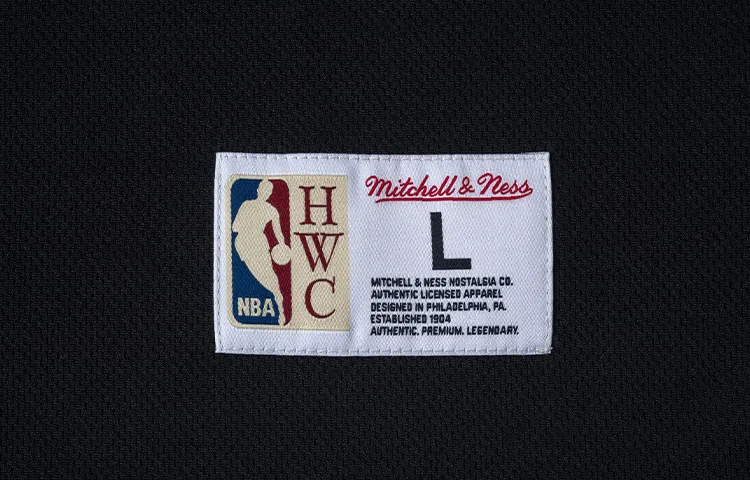 NBA
H
W
C
Mitchell & Ness
L
MITCHELL & NESS NOSTALGIA CO.
AUTHENTIC LICENSED APPAREL
DESIGNED IN PHILADELPHIA, PA.
ESTABLISHED 1904
AUTHENTIC. PREMIUM. LEGENDARY.